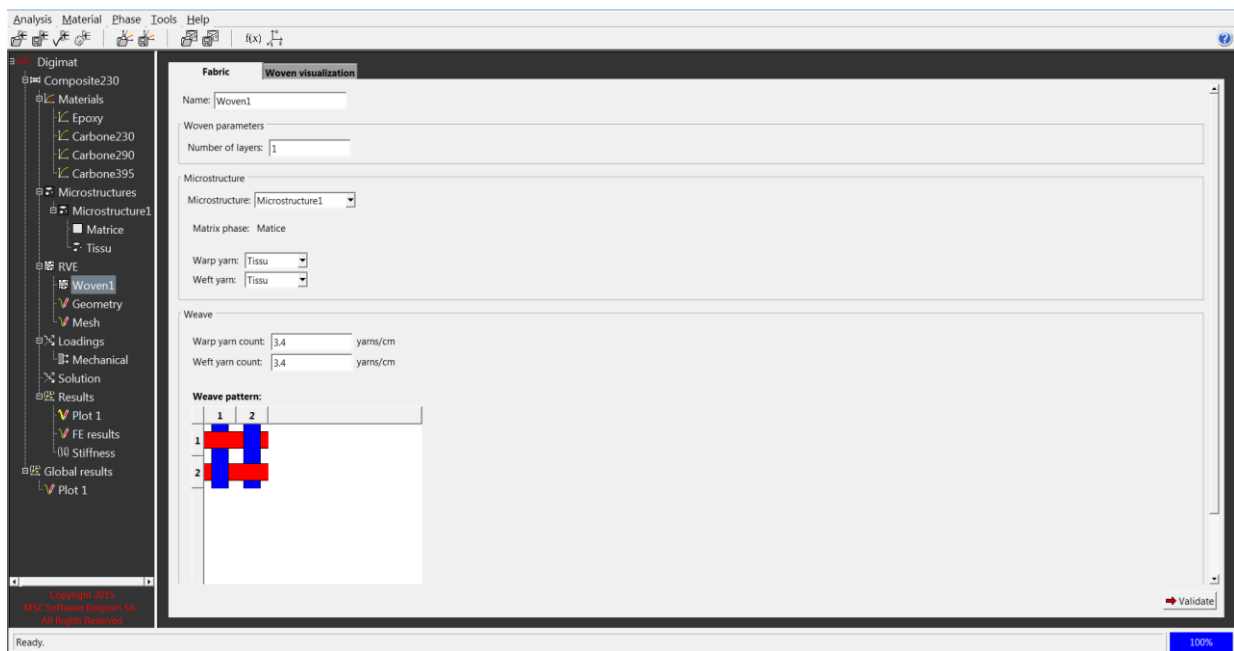 Analysis Material Phase Tools Help
f(x)
Digimat
Composite230
Materials
Epoxy
Carbone230
Carbone290
Carbone395
Microstructures
Microstructure1
Matrice
Tissu
RVE
Woven1
Geometry
Mesh
Loadings
Mechanical
Solution
Results
Plot 1
FE results
Stiffness
Global results
Plot 1
Copyright 2015
MSC Software Belgium SA.
All Rights Reserved
Fabric Woven visualization
Name: Woven1
Woven parameters
Number of layers: 1
Microstructure
Microstructure: Microstructure1
Matrix phase: Matice
Warp yarn: Tissu
Weft yarn: Tissu
Weave
Warp yarn count: 3.4 yarns/cm
Weft yarn count: 3.4 yarns/cm
Weave pattern:
1 2
1
2
Validate
Ready. 100%